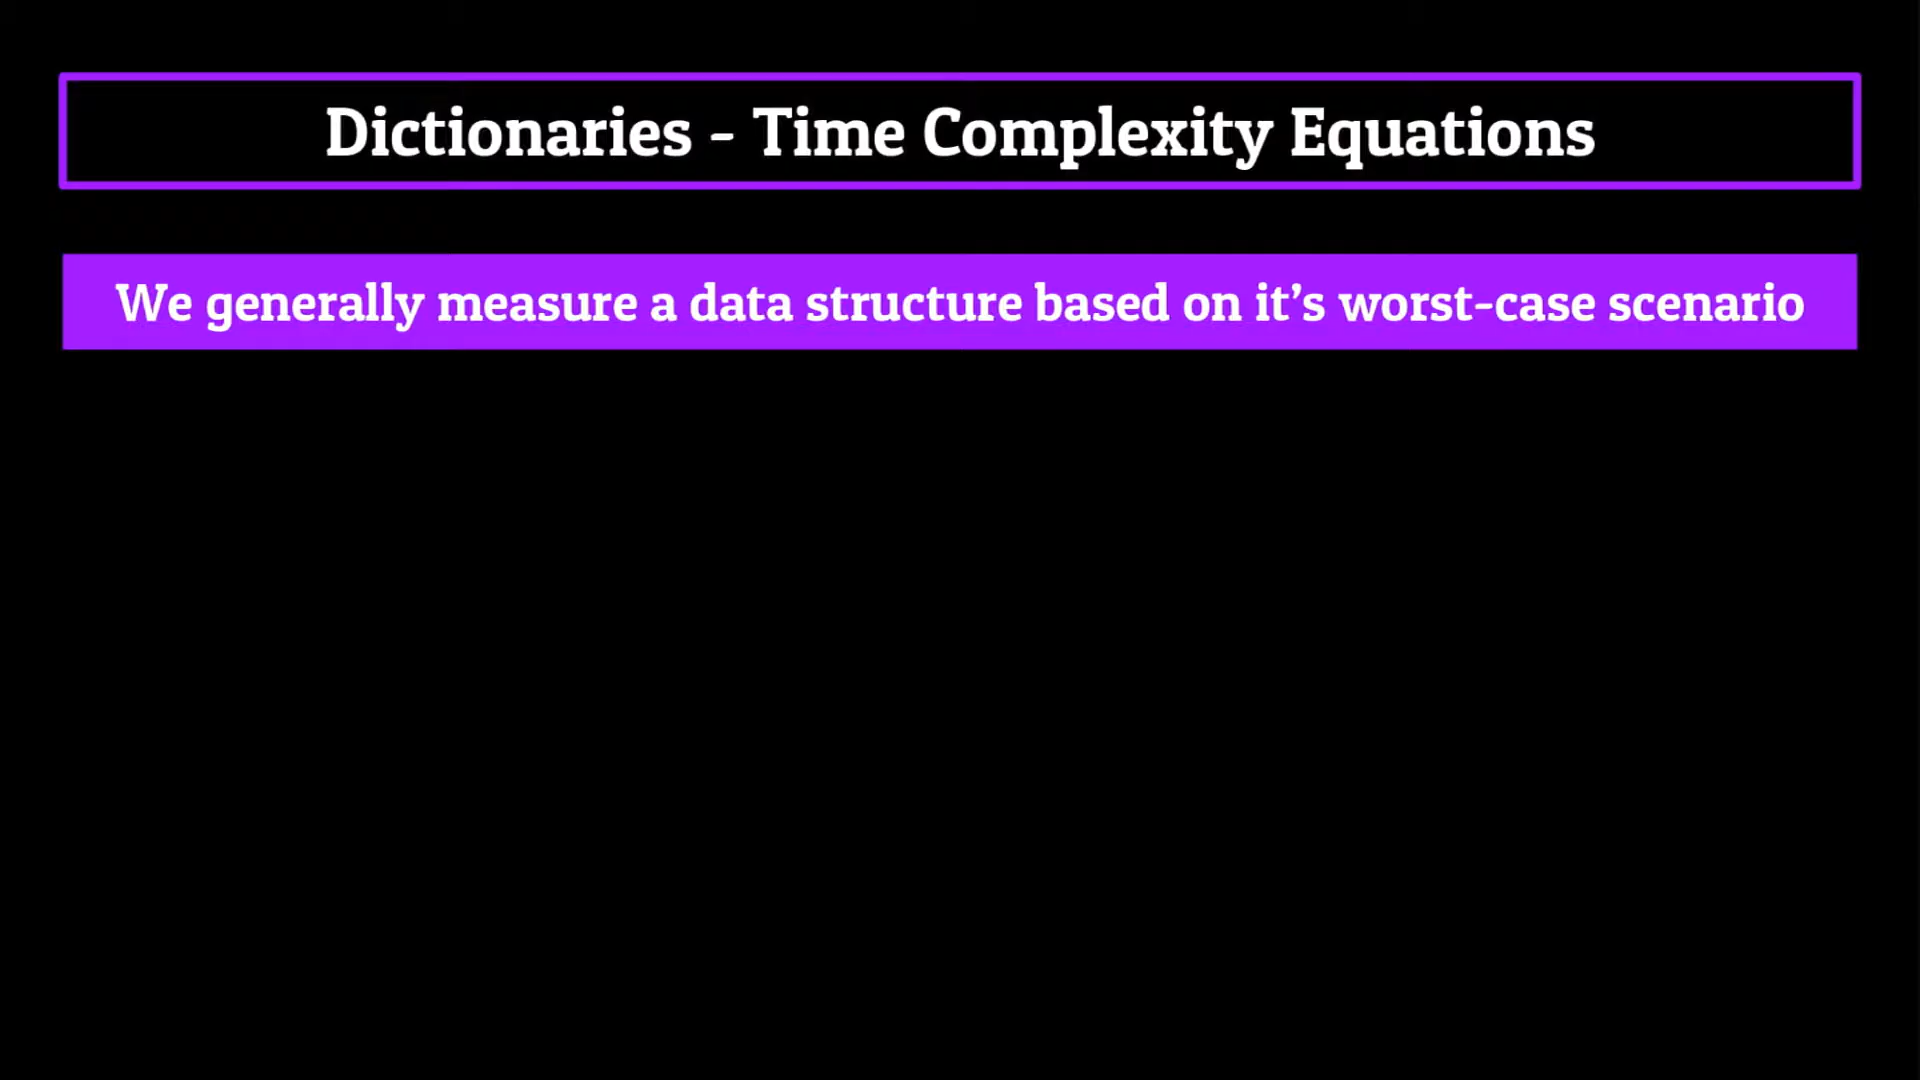 Dictionaries - Time Complexity Equations
We generally measure a data structure based on it’s worst-case scenario